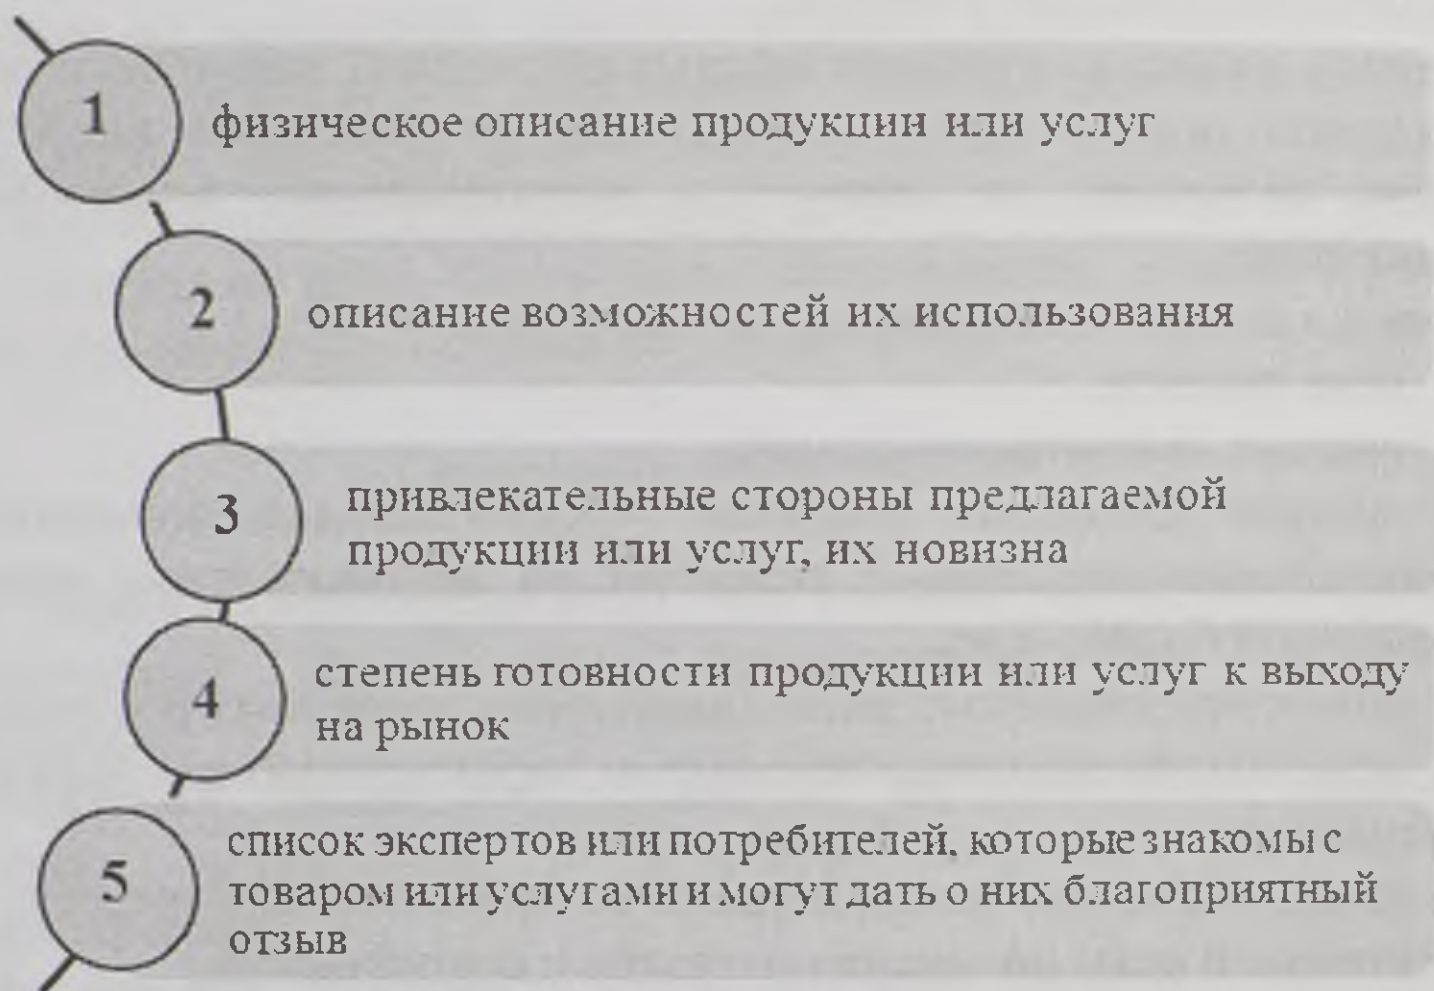 1
физическое описание продукции или услуг
2
описание возможностей их использования
3
привлекательные стороны предлагаемой
продукции или услуг, их новизна
4
степень готовности продукции или услуг к выходу
на рынок
5
список экспертов или потребителей, которые знакомы с
товаром или услугами и могут дать о них благоприятный
отзыв